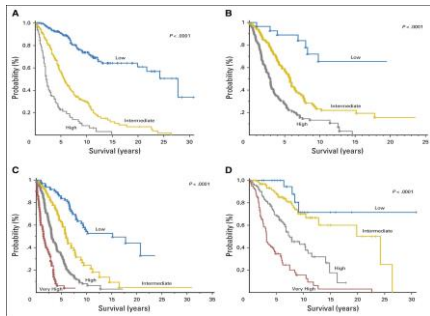 A
P < .0001
Probability (%)
1
0.8
0.6
0.4
0.2
Low
Intermediate
High
0 5 10 15 20 25 30
Survival (years)
B
P < .0001
Probability (%)
1
0.8
0.6
0.4
0.2
Low
Intermediate
High
0 5 10 15 20 25
Survival (years)
C
P < .0001
Probability (%)
1
.8
.6
.4
.2
Low
High
Intermediate
Very High
0 5 10 15 20 25 30 35
Survival (years)
D
P < .0001
Probability (%)
1
0,8
0,6
0,4
0,2
Low
Intermediate
High
Very High
0 5 10 15 20 25 30
Survival (years)